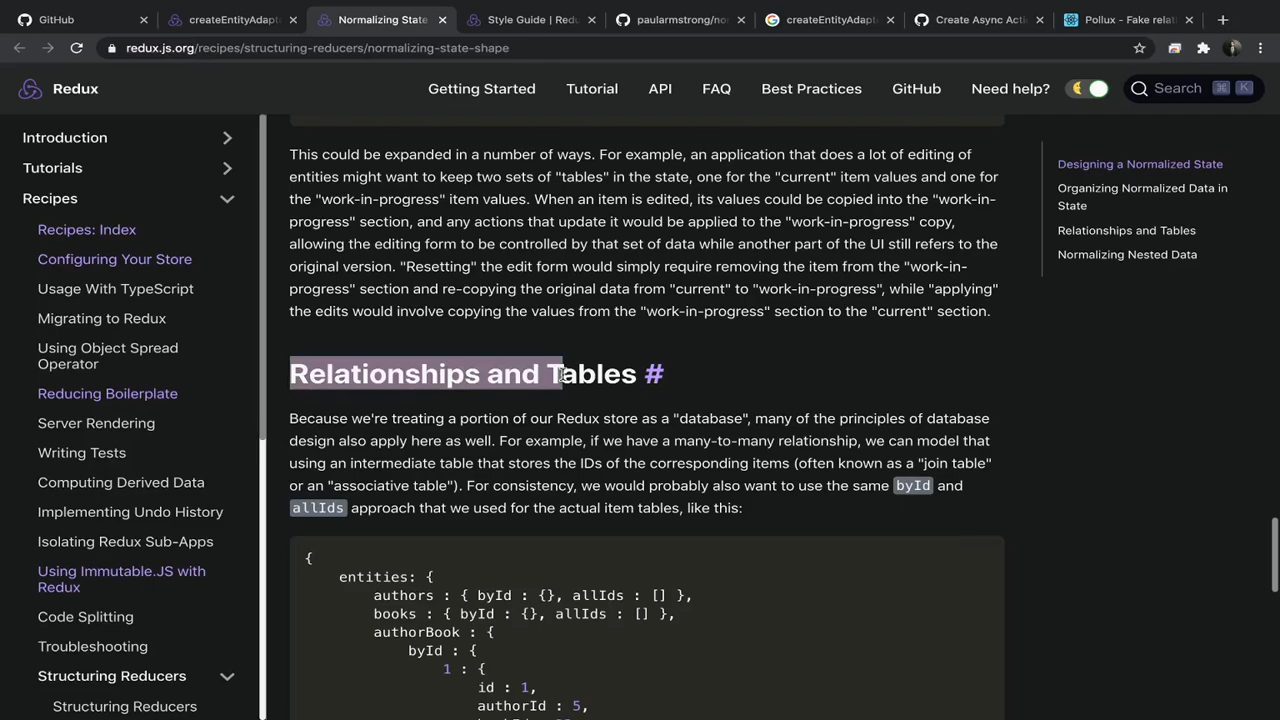 GitHub
createEntityAdapt
Normalizing State
Style Guide | Redu
paularmstrong/no
createEntityAdapt
Create Async Acti
Pollux - Fake relat
redux.js.org/recipes/structuring-reducers/normalizing-state-shape
Redux
Getting Started
Tutorial
API
FAQ
Best Practices
GitHub
Need help?
Search ⌘ K
Introduction
Tutorials
Recipes
Recipes: Index
Configuring Your Store
Usage With TypeScript
Migrating to Redux
Using Object Spread
Operator
Reducing Boilerplate
Server Rendering
Writing Tests
Computing Derived Data
Implementing Undo History
Isolating Redux Sub-Apps
Using Immutable.JS with
Redux
Code Splitting
Troubleshooting
Structuring Reducers
Structuring Reducers
This could be expanded in a number of ways. For example, an application that does a lot of editing of
entities might want to keep two sets of "tables" in the state, one for the "current" item values and one for
the "work-in-progress" item values. When an item is edited, its values could be copied into the "work-in-
progress" section, and any actions that update it would be applied to the "work-in-progress" copy,
allowing the editing form to be controlled by that set of data while another part of the UI still refers to the
original version. "Resetting" the edit form would simply require removing the item from the "work-in-
progress" section and re-copying the original data from "current" to "work-in-progress", while "applying"
the edits would involve copying the values from the "work-in-progress" section to the "current" section.
Relationships and Tables #
Because we're treating a portion of our Redux store as a "database", many of the principles of database
design also apply here as well. For example, if we have a many-to-many relationship, we can model that
using an intermediate table that stores the IDs of the corresponding items (often known as a "join table"
or an "associative table"). For consistency, we would probably also want to use the same byId and
allIds approach that we used for the actual item tables, like this:
{
entities: {
authors : { byId : {}, allIds : [] },
books : { byId : {}, allIds : [] },
authorBook : {
byId : {
1 : {
id : 1,
authorId : 5,
Designing a Normalized State
Organizing Normalized Data in
State
Relationships and Tables
Normalizing Nested Data